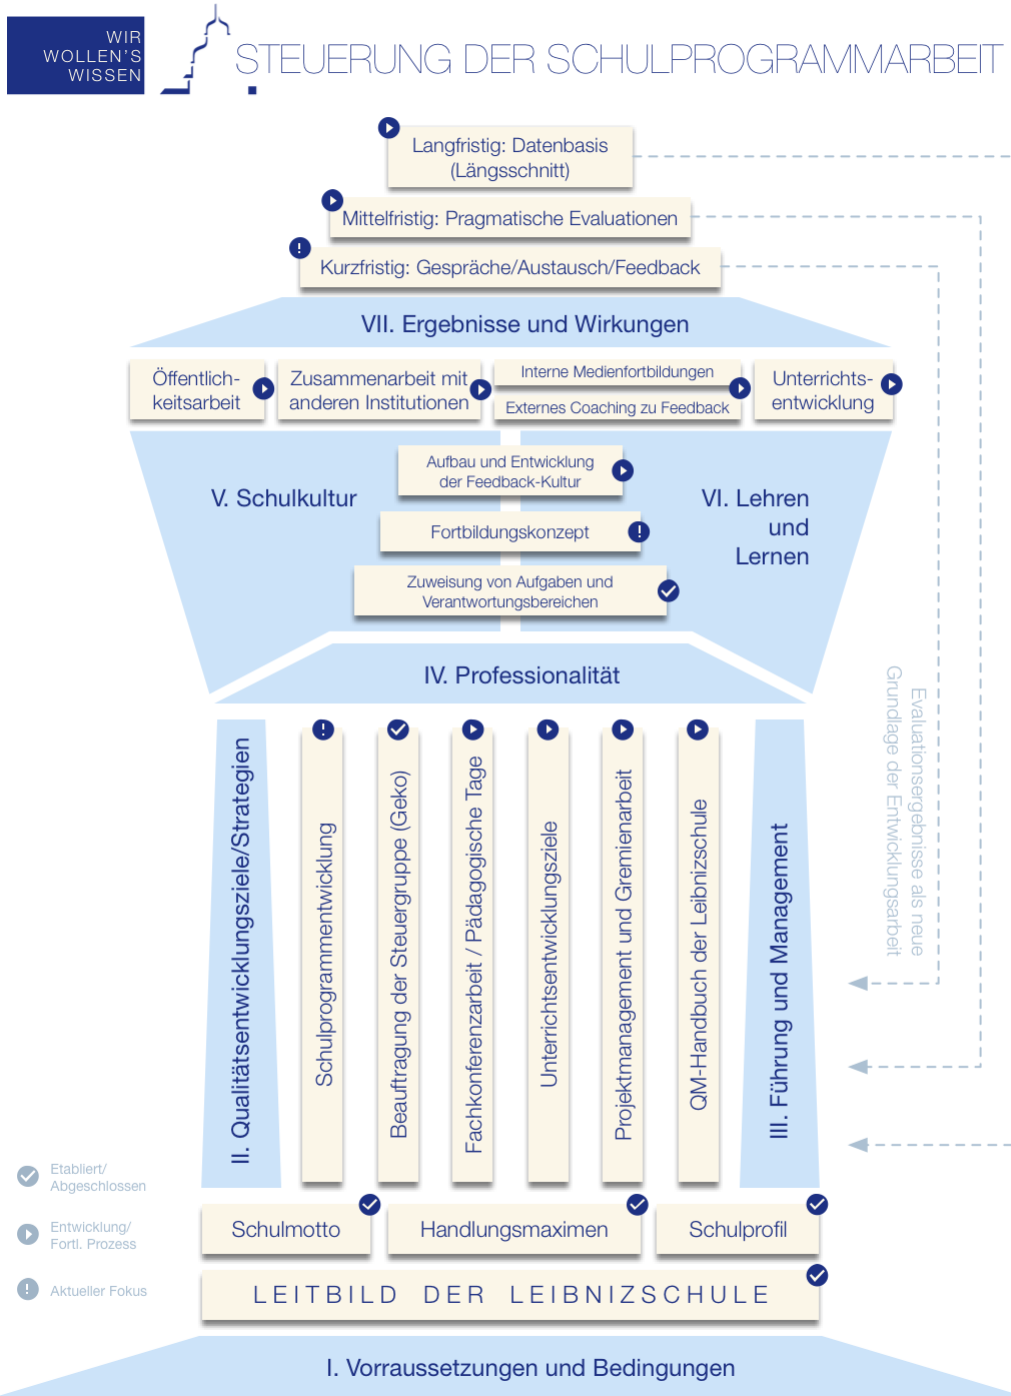 WIR
WOLLEN'S
WISSEN
STEUERUNG DER SCHULPROGRAMMARBEIT
Langfristig: Datenbasis
(Längsschnitt)
Mittelfristig: Pragmatische Evaluationen
Kurzfristig: Gespräche/Austausch/Feedback
VII. Ergebnisse und Wirkungen
Öffentlich-
keitsarbeit
Zusammenarbeit mit
anderen Institutionen
Interne Medienfortbildungen
Externes Coaching zu Feedback
Unterrichts-
entwicklung
V. Schulkultur
Aufbau und Entwicklung
der Feedback-Kultur
Fortbildungskonzept
Zuweisung von Aufgaben und
Verantwortungsbereichen
VI. Lehren
und
Lernen
IV. Professionalität
II. Qualitätsentwicklungsziele/Strategien
Schulprogrammentwicklung
Beauftragung der Steuergruppe (Geko)
Fachkonferenzarbeit / Pädagogische Tage
Unterrichtsentwicklungsziele
Projektmanagement und Gremienarbeit
QM-Handbuch der Leibnizschule
III. Führung und Management
Evaluationsergebnisse als neue
Grundlage der Entwicklungsarbeit
Etabliert/
Abgeschlossen
Entwicklung/
Fortl. Prozess
Aktueller Fokus
Schulmotto
Handlungsmaximen
Schulprofil
LEITBILD DER LEIBNIZSCHULE
I. Vorraussetzungen und Bedingungen